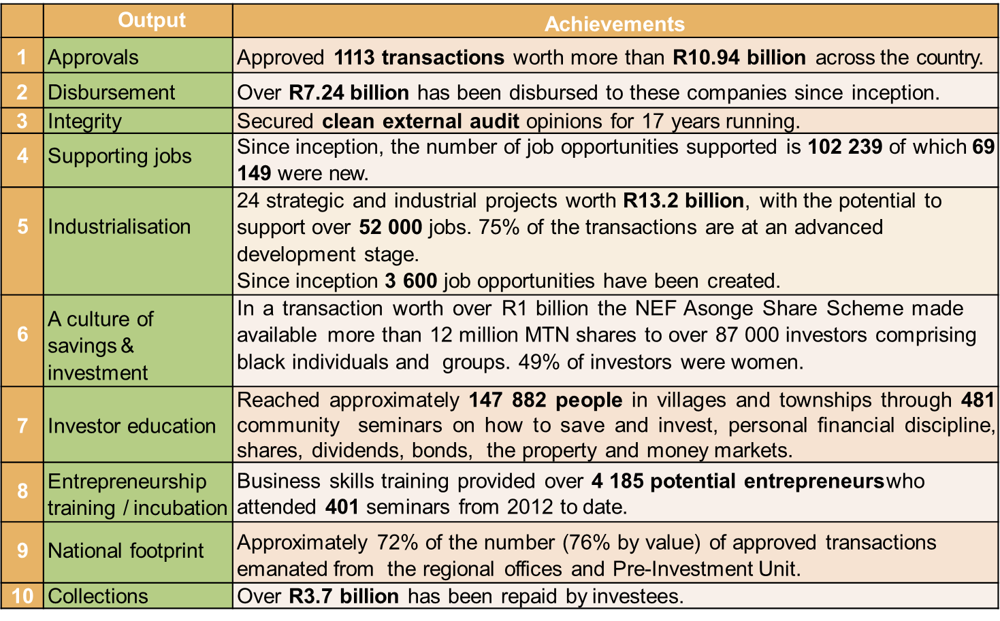 Output
Achievements
1
Approvals
Approved 1113 transactions worth more than R10.94 billion across the country.
2
Disbursement
Over R7.24 billion has been disbursed to these companies since inception.
3
Integrity
Secured clean external audit opinions for 17 years running.
4
Supporting jobs
Since inception, the number of job opportunities supported is 102 239 of which 69
149 were new.
5
Industrialisation
24 strategic and industrial projects worth R13.2 billion, with the potential to
support over 52 000 jobs. 75% of the transactions are at an advanced
development stage.
Since inception 3 600 job opportunities have been created.
6
A culture of
savings &
investment
In a transaction worth over R1 billion the NEF Asonge Share Scheme made
available more than 12 million MTN shares to over 87 000 investors comprising
black individuals and groups. 49% of investors were women.
7
Investor education
Reached approximately 147 882 people in villages and townships through 481
community seminars on how to save and invest, personal financial discipline,
shares, dividends, bonds, the property and money markets.
8
Entrepreneurship
training / incubation
Business skills training provided over 4 185 potential entrepreneurs who
attended 401 seminars from 2012 to date.
9
National footprint
Approximately 72% of the number (76% by value) of approved transactions
emanated from the regional offices and Pre-Investment Unit.
10
Collections
Over R3.7 billion has been repaid by investees.